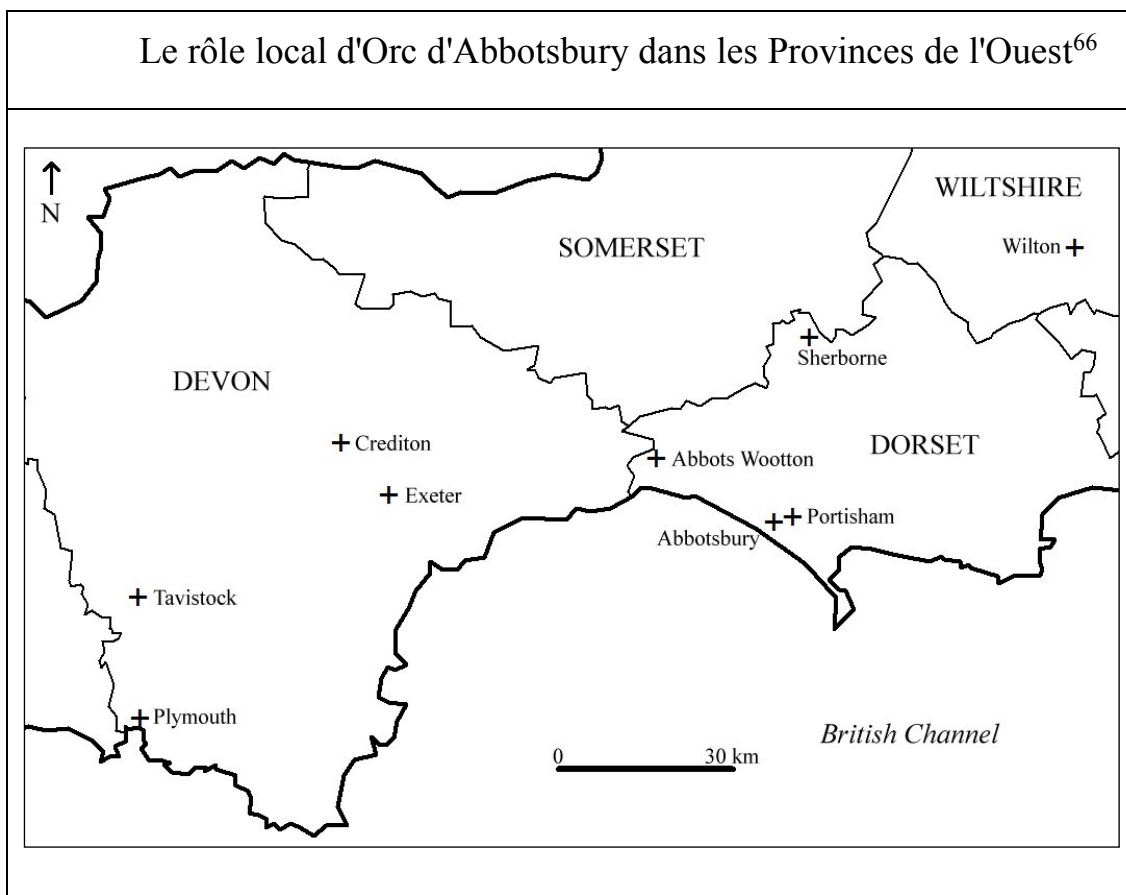 Le rôle local d'Orc d'Abbotsbury dans les Provinces de l'Ouest⁶⁶
N
WILTSHIRE
Wilton
SOMERSET
Sherborne
DEVON
Crediton
DORSET
Abbots Wootton
Exeter
Portisham
Abbotsbury
Tavistock
Plymouth
British Channel
0 30 km